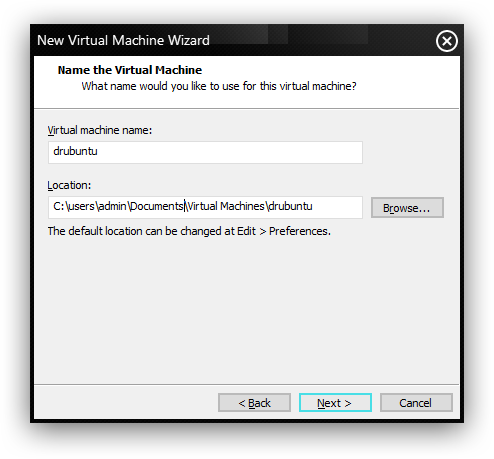 New Virtual Machine Wizard
Name the Virtual Machine
What name would you like to use for this virtual machine?
Virtual machine name:
drubuntu
Location:
C:\users\admin\Documents\Virtual Machines\drubuntu
Browse...
The default location can be changed at Edit > Preferences.
< Back
Next >
Cancel